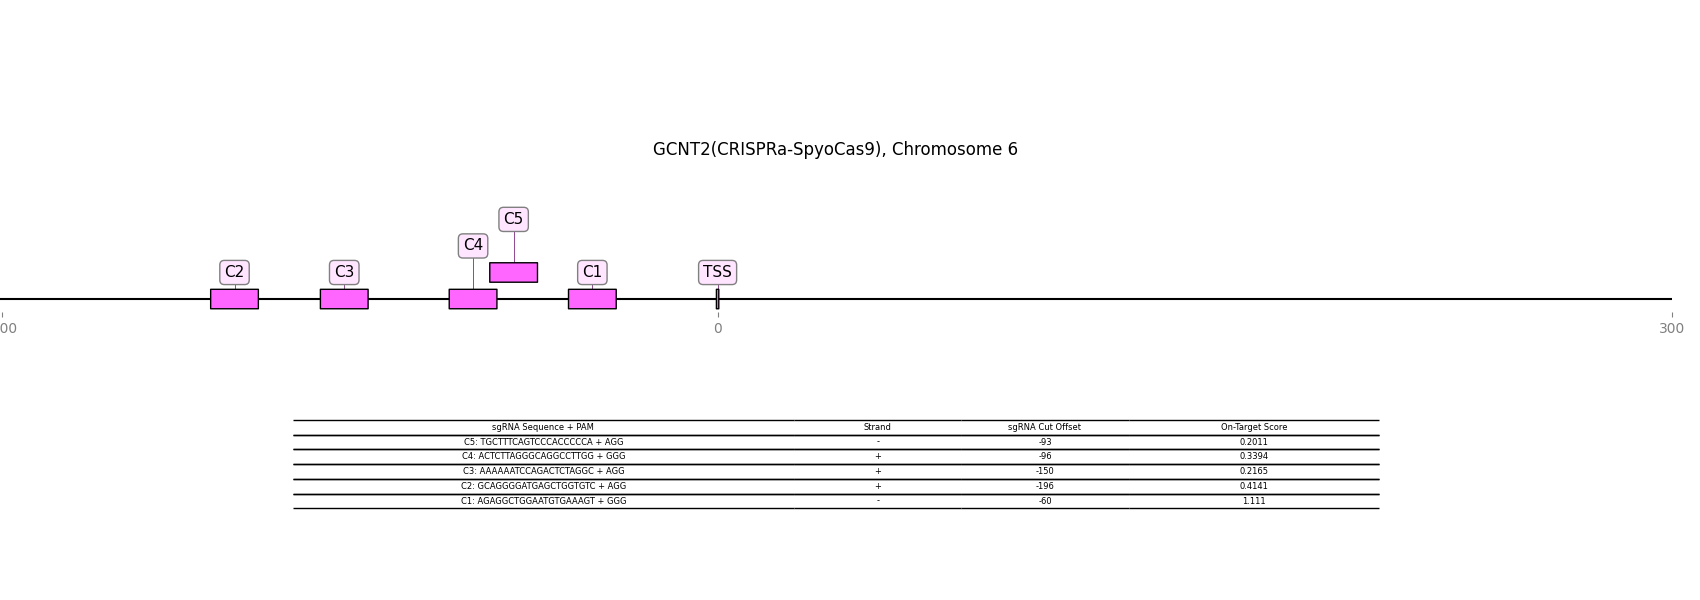 GCNT2(CRISPRa-SpyoCas9), Chromosome 6
C5
C4
C2 C3 C1 TSS
00 0 300
sgRNA Sequence + PAM Strand sgRNA Cut Offset On-Target Score
C5: TGCTTTCAGTCCCACCCCCA + AGG - -93 0.2011
C4: ACTCTTAGGGCAGGCCTTGG + GGG + -96 0.3394
C3: AAAAAATCCAGACTCTAGGC + AGG + -150 0.2165
C2: GCAGGGGATGAGCTGGTGTC + AGG + -196 0.4141
C1: AGAGGCTGGAATGTGAAAGT + GGG - -60 1.111